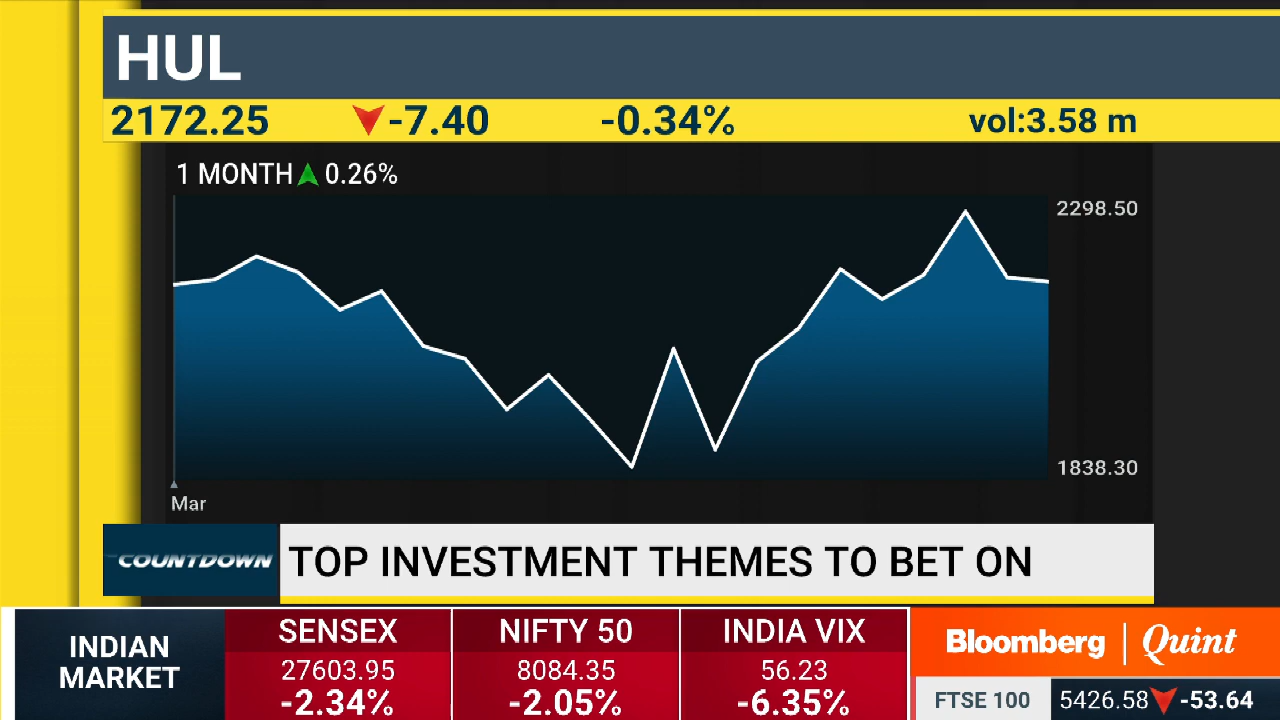 HUL
2172.25 -7.40 -0.34% vol:3.58 m
1 MONTH 0.26%
2298.50
1838.30
Mar
COUNTDOWN TOP INVESTMENT THEMES TO BET ON
INDIAN
MARKET
SENSEX
27603.95
-2.34%
NIFTY 50
8084.35
-2.05%
INDIA VIX
56.23
-6.35%
Bloomberg | Quint
FTSE 100 5426.58 -53.64